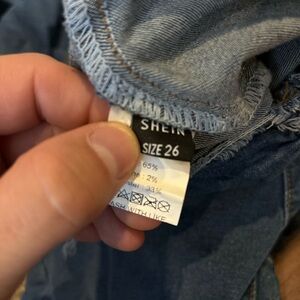 SHEIN
SIZE 26
65%
: 2%
33%
WITH LIKE